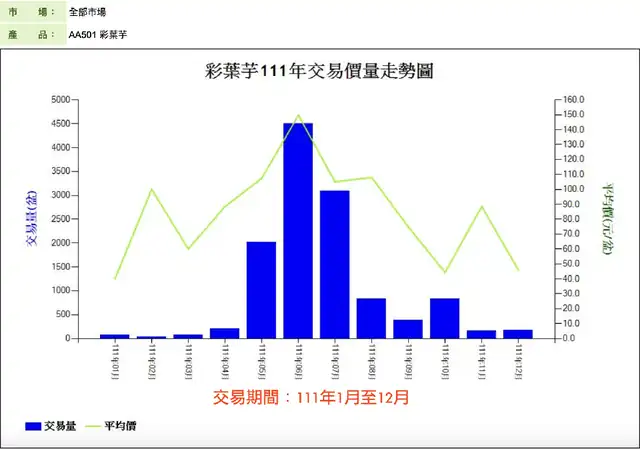 市 場： 全部市場
產 品： AA501 彩葉芋
彩葉芋111年交易價量走勢圖
5000
4500
4000
3500
3000
2500
2000
1500
1000
500
0
交易量(盆)
160.0
150.0
140.0
130.0
120.0
110.0
100.0
90.0
80.0
70.0
60.0
50.0
40.0
30.0
20.0
10.0
0.0
平均價(元/盆)
111年01月
111年02月
111年03月
111年04月
111年05月
111年06月
111年07月
111年08月
111年09月
111年10月
111年11月
111年12月
交易期間：111年1月至12月
交易量 平均價